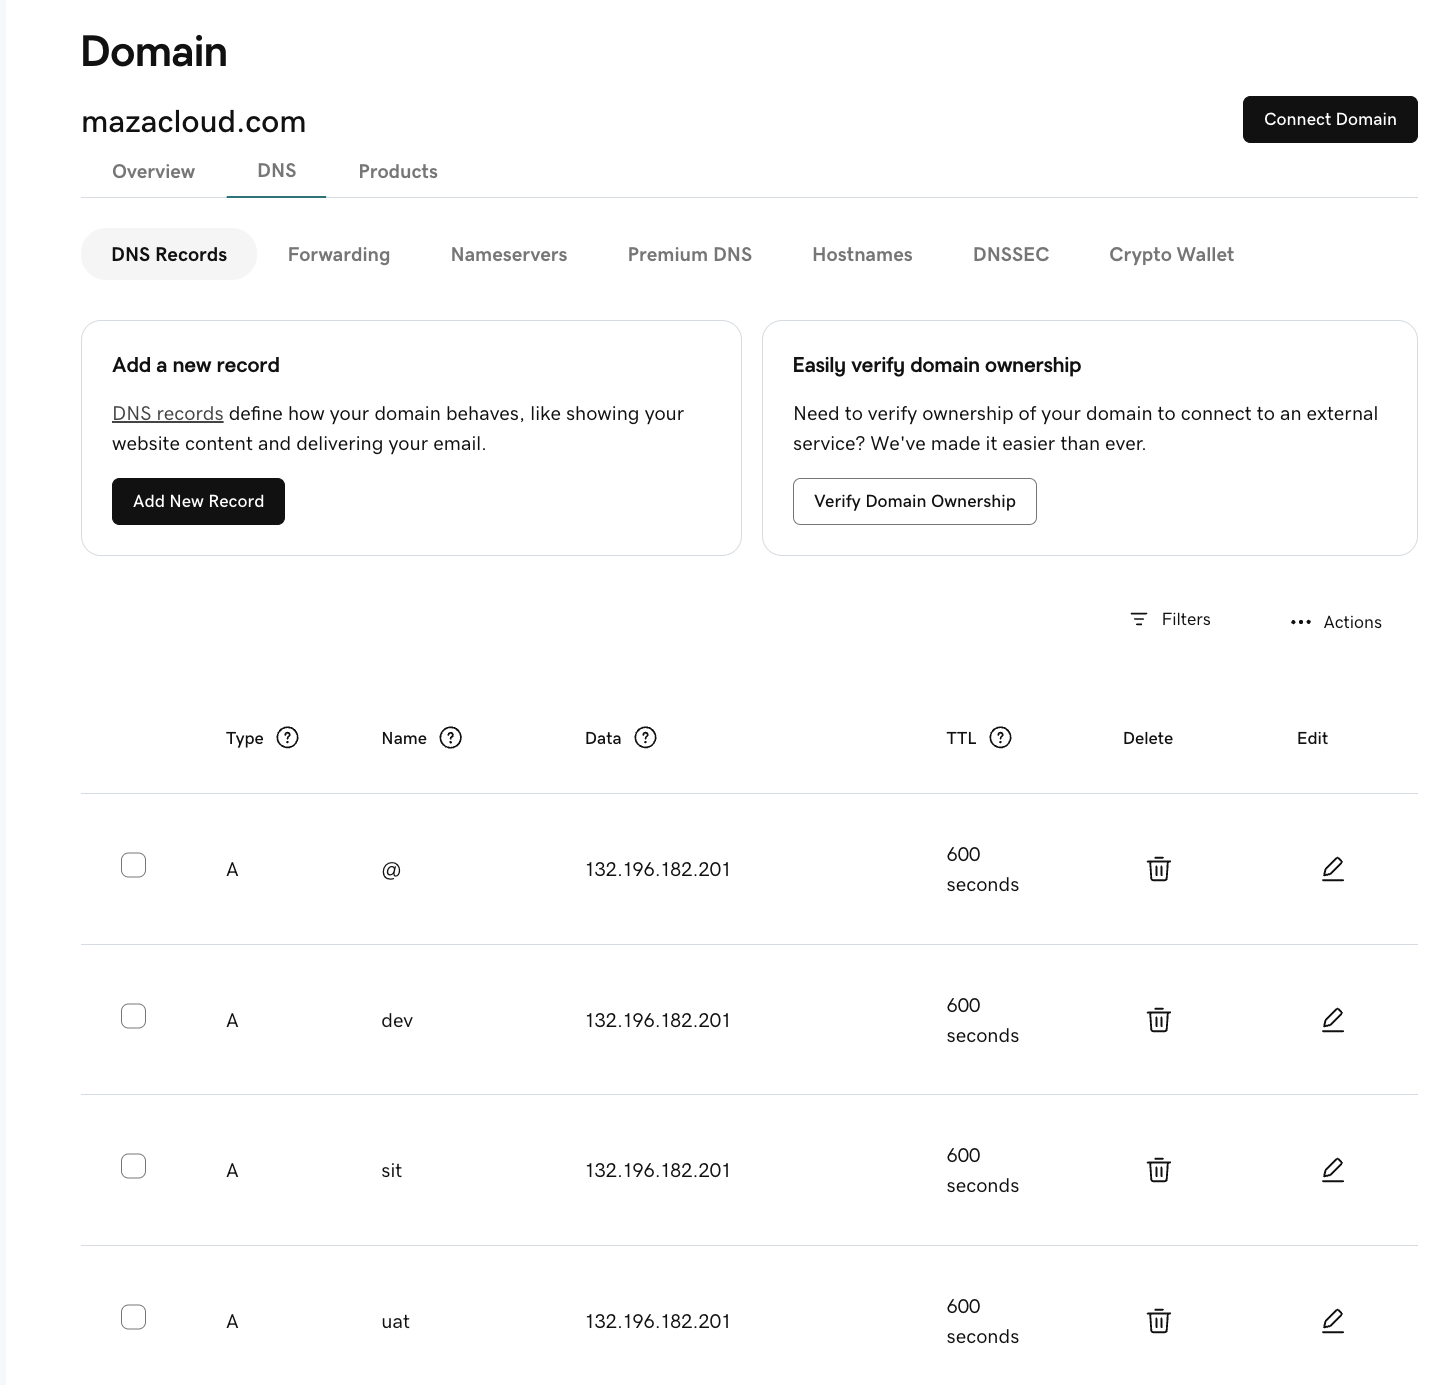 Domain
mazacloud.com
Connect Domain
Overview DNS Products
DNS Records Forwarding Nameservers Premium DNS Hostnames DNSSEC Crypto Wallet
Add a new record
DNS records define how your domain behaves, like showing your
website content and delivering your email.
Add New Record
Easily verify domain ownership
Need to verify ownership of your domain to connect to an external
service? We've made it easier than ever.
Verify Domain Ownership
Filters Actions
Type ? Name ? Data ? TTL ? Delete Edit
A @ 132.196.182.201 600
seconds
A dev 132.196.182.201 600
seconds
A sit 132.196.182.201 600
seconds
A uat 132.196.182.201 600
seconds